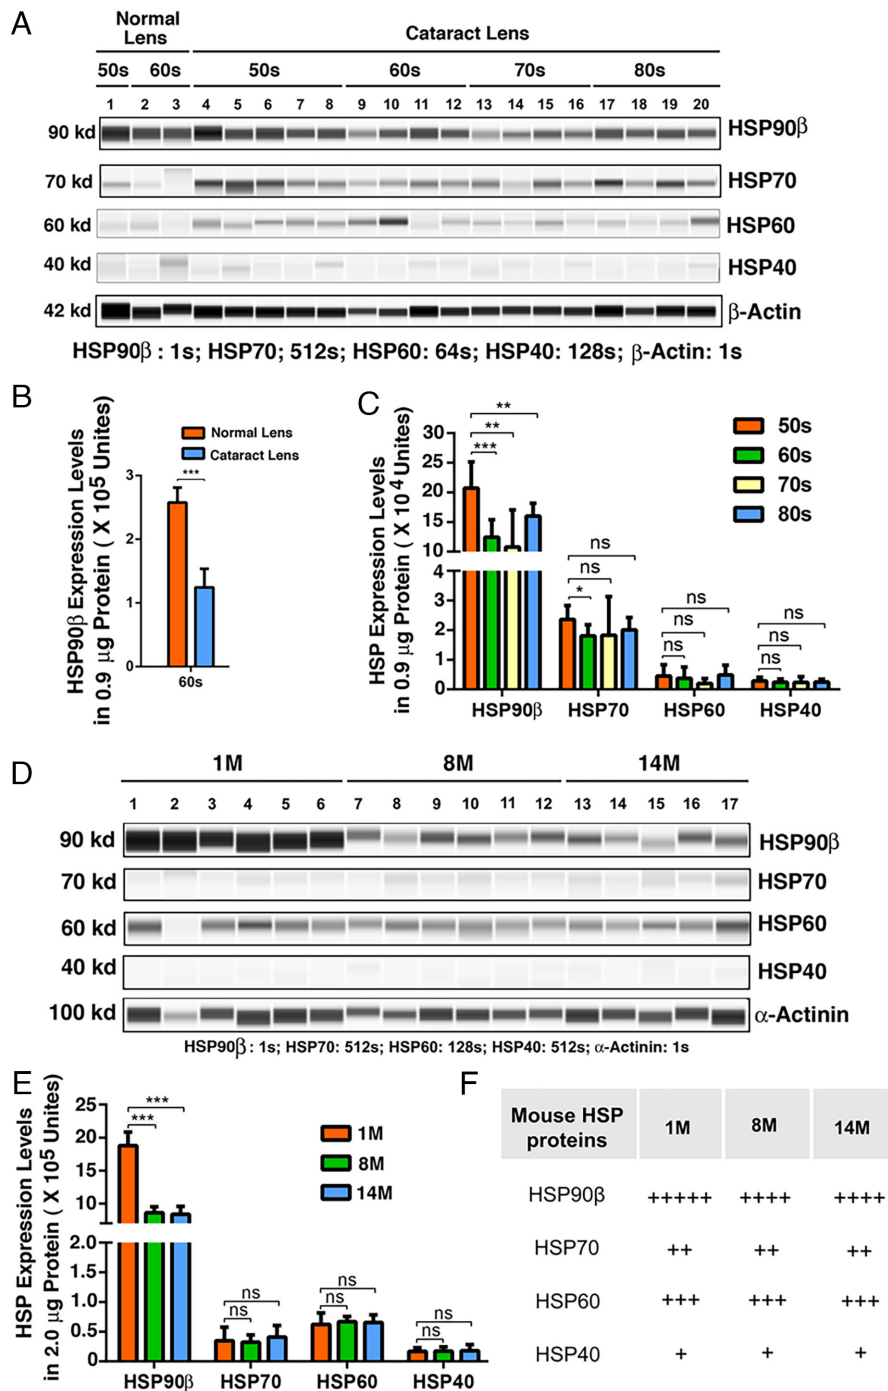 A
Normal Lens
Cataract Lens
50s 60s 50s 60s 70s 80s
1 2 3 4 5 6 7 8 9 10 11 12 13 14 15 16 17 18 19 20
90 kd HSP90β
70 kd HSP70
60 kd HSP60
40 kd HSP40
42 kd β-Actin
HSP90β : 1s; HSP70; 512s; HSP60: 64s; HSP40: 128s; β-Actin: 1s
B
HSP90β Expression Levels
in 0.9 μg Protein ( X 10⁵ Unites)
Normal Lens
Cataract Lens
3
***
1
0
60s
C
HSP Expression Levels
in 0.9 μg Protein ( X 10⁴ Unites)
50s
60s
70s
80s
30
25
20
15
10
4
3
2
1
0
**
**
***
ns
ns
*
ns
ns
ns
ns
ns
ns
HSP90β HSP70 HSP60 HSP40
D
1M 8M 14M
1 2 3 4 5 6 7 8 9 10 11 12 13 14 15 16 17
90 kd HSP90β
70 kd HSP70
60 kd HSP60
40 kd HSP40
100 kd α-Actinin
HSP90β: 1s; HSP70: 512s; HSP60: 128s; HSP40: 512s; α-Actinin: 1s
E
HSP Expression Levels
in 2.0 μg Protein ( X 10⁵ Unites)
1M
8M
14M
25
20
15
10
2.0
1.5
1.0
0.5
0
***
***
ns
ns
ns
ns
ns
ns
HSP90β HSP70 HSP60 HSP40
F
Mouse HSP proteins 1M 8M 14M
HSP90β +++++ ++++ ++++
HSP70 ++ ++ ++
HSP60 +++ +++ +++
HSP40 + + +